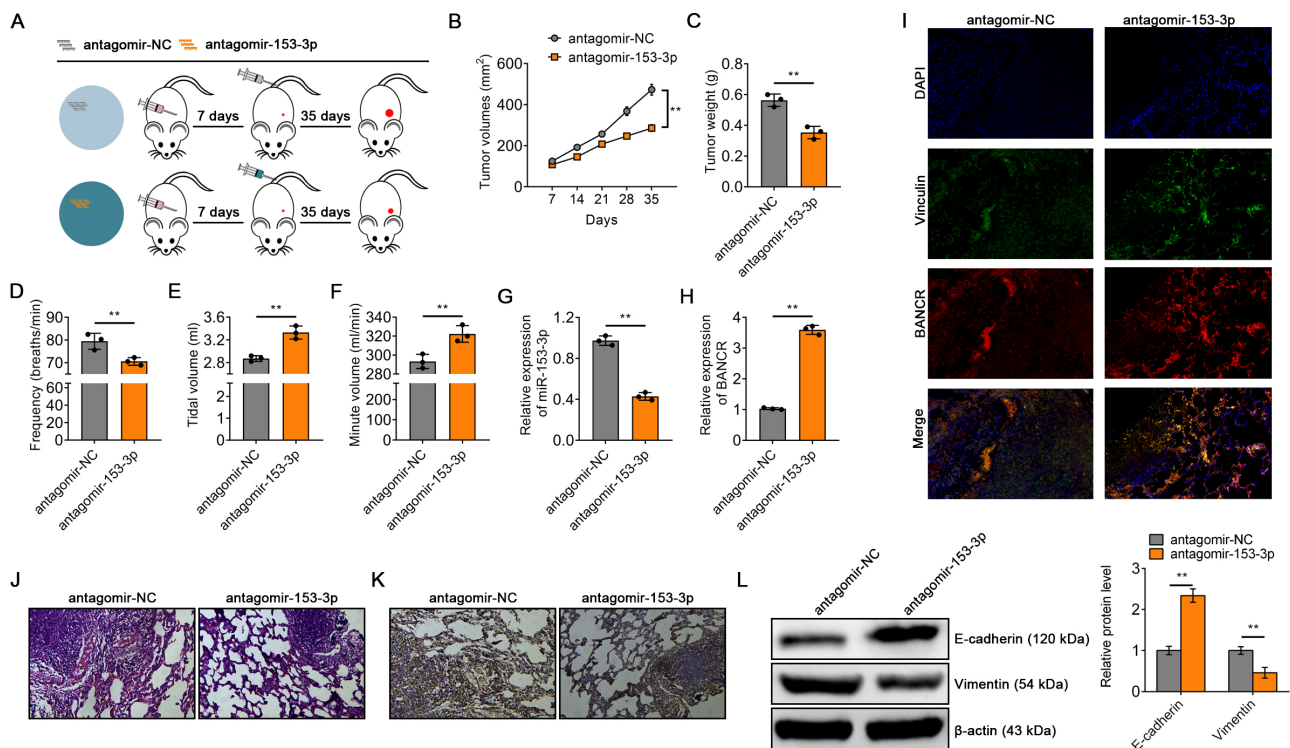 A
antagomir-NC antagomir-153-3p
7 days 35 days
7 days 35 days
B
antagomir-NC
antagomir-153-3p
Tumor volumes (mm²)
600
400
200
0
**
7 14 21 28 35
Days
C
Tumor weight (g)
0.8
0.6
0.4
0.2
0.0
**
antagomir-NC
antagomir-153-3p
D
Frequency (breathes/min)
90
80
70
60
60
40
20
0
**
antagomir-NC
antagomir-153-3p
E
Tidal volume (ml)
3.6
3.2
2.8
2
1
0
**
antagomir-NC
antagomir-153-3p
F
Minute volume (ml/min)
340
320
300
280
200
100
0
**
antagomir-NC
antagomir-153-3p
G
Relative expression
of miR-153-3p
1.2
0.8
0.4
0.0
**
antagomir-NC
antagomir-153-3p
H
Relative expression
of BANCR
4
3
2
1
0
**
antagomir-NC
antagomir-153-3p
I
antagomir-NC antagomir-153-3p
DAPI
Vinculin
BANCR
Merge
J
antagomir-NC antagomir-153-3p
K
antagomir-NC antagomir-153-3p
L
antagomir-NC
antagomir-153-3p
E-cadherin (120 kDa)
Vimentin (54 kDa)
β-actin (43 kDa)
antagomir-NC
antagomir-153-3p
Relative protein level
3
2
1
0
**
**
E-cadherin
Vimentin